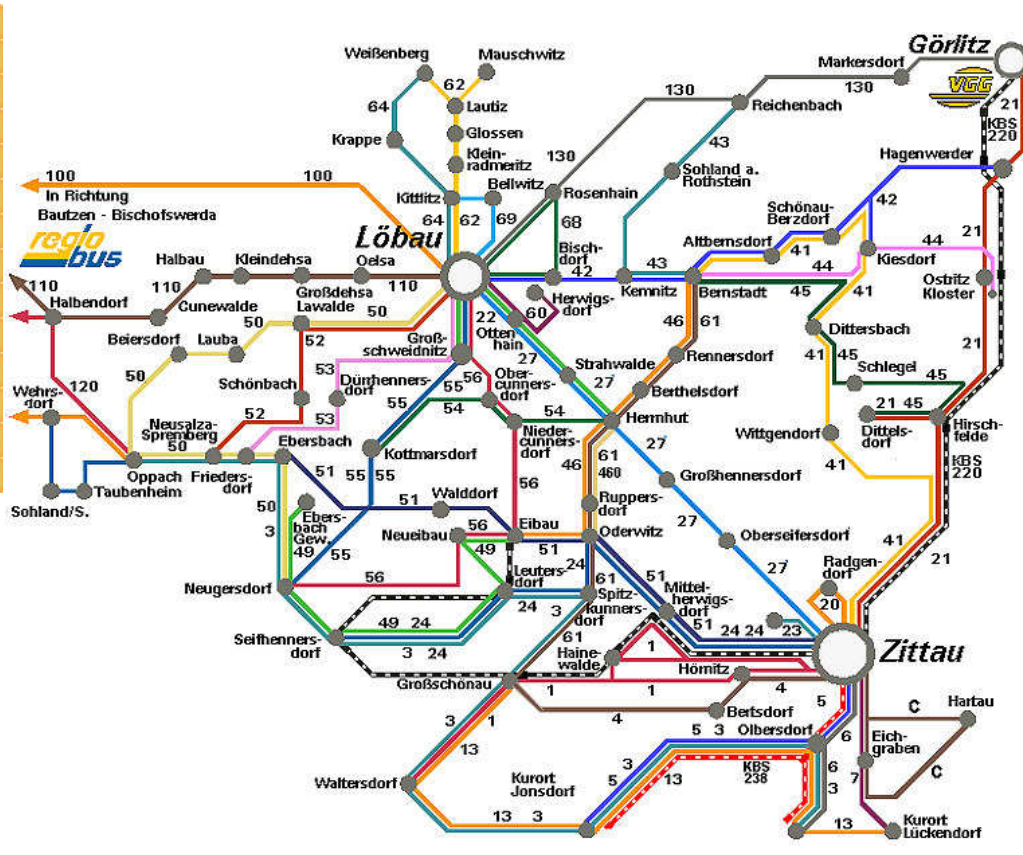 Weißenberg
Mauschwitz
Görlitz
Markersdorf
VGG
62
130
130
21
64
Lautiz
Reichenbach
KBS
220
Krappe
Glossen
43
Klein-
radmeritz
130
Hagenwerder
100
100
In Richtung
Bautzen - Bischofswerda
Kittlitz
Bellwitz
Rosenhain
Sohland a.
Rothstein
42
regio
bus
64
62
69
68
Schönau-
Berzdorf
Löbau
Bisch-
dorf
Altbernsdorf
41
21
44
Halbau
Kleindehsa
Oelsa
42
43
44
Kiesdorf
110
110
Großdehsa
110
Kemnitz
Bernstadt
45
41
Ostritz
Kloster
Halbendorf
Gunewalde
Lawalde
50
22
Otten
hain
60
Herwigs-
dorf
46
61
Beiersdorf
Lauba
50
52
Groß-
schweidnitz
27
Dittersbach
21
50
53
56
Strahwalde
Rennersdorf
41
45
Schlegel
120
Schönbach
Dürrhenners-
dorf
55
Ober-
cunners-
dorf
27
Berthelsdorf
45
Wehrs-
dorf
52
53
55
54
54
Herrnhut
21
45
Neusalza-
Spremberg
50
Ebersbach
Nieder-
cunners-
dorf
Wittgendorf
Dittels-
dorf
Hirsch-
felde
Oppach
Frieders-
dorf
51
Kottmarsdorf
46
61
460
27
KBS
220
Taubenheim
55
55
56
Großhennersdorf
41
Sohland/S.
50
Ebers-
bach
Gew.
51
Walddorf
Ruppers-
dorf
27
3
49
55
Neueibau
56
Eibau
Oderwitz
Oberseifersdorf
49
51
24
41
21
Neugersdorf
56
Leuters-
dorf
61
51
27
Radgen-
dorf
24
3
Spitz-
kunners-
dorf
Mittel-
herwigs-
dorf
20
49
24
51
24
24
23
Seifhenners-
dorf
3
24
61
Haine-
walde
1
Zittau
Hörnitz
Großschönau
1
1
4
5
Hartau
4
Bertsdorf
C
3
1
5
3
Olbersdorf
6
Eich-
graben
13
3
KBS
238
6
C
Waltersdorf
Kurort
Jonsdorf
5
13
3
7
13
3
13
Kurort
Lückendorf